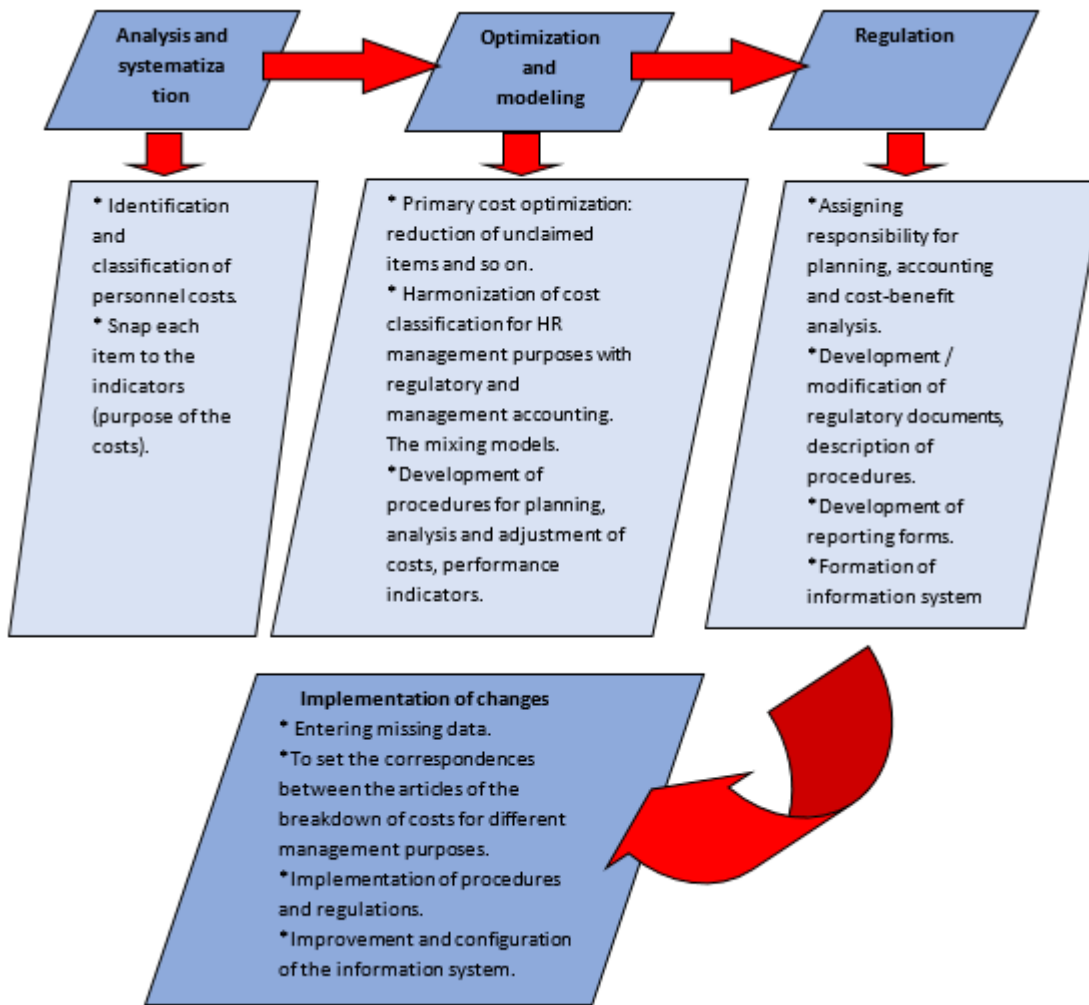 Analysis and
systematiza
tion
Optimization
and
modeling
Regulation
* Identification
and
classification of
personnel costs.
* Snap each
item to the
indicators
(purpose of the
costs).
* Primary cost optimization:
reduction of unclaimed
items and so on.
* Harmonization of cost
classification for HR
management purposes with
regulatory and
management accounting.
The mixing models.
*Development of
procedures for planning,
analysis and adjustment of
costs, performance
indicators.
*Assigning
responsibility for
planning, accounting
and cost-benefit
analysis.
*Development /
modification of
regulatory documents,
description of
procedures.
*Development of
reporting forms.
*Formation of
information system
Implementation of changes
* Entering missing data.
*To set the correspondences
between the articles of the
breakdown of costs for different
management purposes.
*Implementation of procedures
and regulations.
*Improvement and configuration
of the information system.